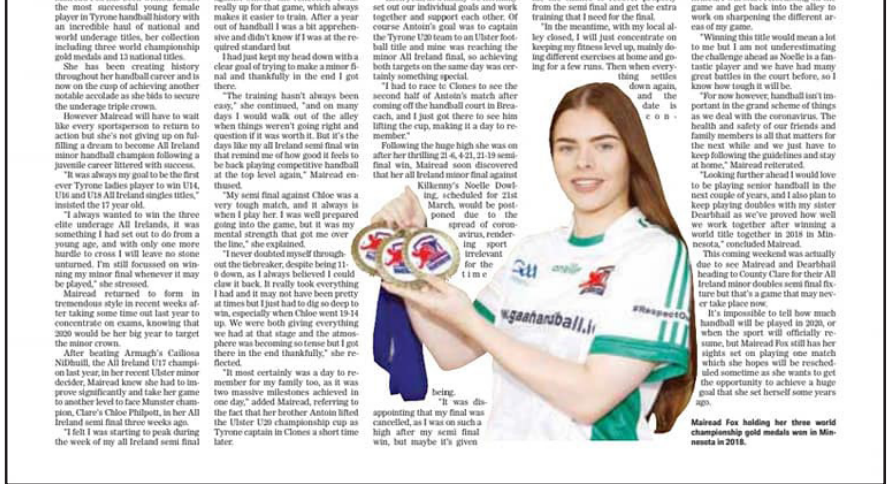 the most successful young female
player in Tyrone handball history with
an incredible haul of national and
world underage titles, her collection
including three world championship
gold medals and 13 national titles.
She has been creating history
throughout her handball career and is
now on the cusp of achieving another
notable accolade as she bids to secure
the underage triple crown.
However Mairead will have to wait
like every sportsperson to return to
action but she's not giving up on ful-
filling a dream to become All Ireland
minor handball champion following a
juvenile career littered with success.
"It was always my goal to be the first
ever Tyrone ladies player to win U14,
U16 and U18 All Ireland singles titles,"
insisted the 17 year old.
"I always wanted to win the three
elite underage All Irelands, it was
something I had set out to do from a
young age, and with only one more
hurdle to cross I will leave no stone
unturned. I'm still focussed on win-
ning my minor final whenever it may
be played," she stressed.
Mairead returned to form in
tremendous style in recent weeks af-
ter taking some time out last year to
concentrate on exams, knowing that
2020 would be her big year to target
the minor crown.
After beating Armagh's Cailiosa
NiDhuill, the All Ireland U17 champi-
on last year, in her recent Ulster minor
decider, Mairead knew she had to im-
prove significantly and take her game
to another level to face Munster cham-
pion, Clare's Chloe Philpott, in her All
Ireland semi final three weeks ago.
"I felt I was starting to peak during
the week of my all Ireland semi final
really up for that game, which always
makes it easier to train. After a year
out of handball I was a bit apprehen-
sive and didn't know if I was at the re-
quired standard but
I had just kept my head down with a
clear goal of trying to make a minor fi-
nal and thankfully in the end I got
there.
"The training hasn't always been
easy," she continued, "and on many
days I would walk out of the alley
when things weren't going right and
question if it was worth it. But it's the
days like my all Ireland semi final win
that remind me of how good it feels to
be back playing competitive handball
at the top level again," Mairead en-
thused.
"My semi final against Chloe was a
very tough match, and it always is
when I play her. I was well prepared
going into the game, but it was my
mental strength that got me over
the line," she explained.
"I never doubted myself through-
out the tiebreaker, despite being 11-
0 down, as I always believed I could
claw it back. It really took everything
I had and it may not have been pretty
at times but I just had to dig so deep to
win, especially when Chloe went 19-14
up. We were both giving everything
we had at that stage and the atmos-
phere was becoming so tense but I got
there in the end thankfully," she re-
flected.
"It most certainly was a day to re-
member for my family too, as it was
two massive milestones achieved in
one day," added Mairead, referring to
the fact that her brother Antoin lifted
the Ulster U20 championship cup as
Tyrone captain in Clones a short time
later.
set out our individual goals and work
together and support each other. Of
course Antoin's goal was to captain
the Tyrone U20 team to an Ulster foot-
ball title and mine was reaching the
minor All Ireland final, so achieving
both targets on the same day was cer-
tainly something special.
"I had to race to Clones to see the
second half of Antoin's match after
coming off the handball court in Brea-
cach, and I just got there to see him
lifting the cup, making it a day to re-
member."
Following the huge high she was on
after her thrilling 21-6, 4-21, 21-19 semi-
final win, Mairead soon discovered
that her all Ireland minor final against
Kilkenny's Noelle Dowl-
ing, scheduled for 21st
March, would be post-
poned due to the
spread of coron-
avirus, render-
ing sport
irrelevant
for the
time
being.
"It was dis-
appointing that my final was
cancelled, as I was on such a
high after my semi final
win, but maybe it's given
from the semi final and get the extra
training that I need for the final.
"In the meantime, with my local al-
ley closed, I will just concentrate on
keeping my fitness level up, mainly do-
ing different exercises at home and go-
ing for a few runs. Then when every-
thing settles
down again,
and the
date is
con-
game and get back into the alley to
work on sharpening the different ar-
eas of my game.
"Winning this title would mean a lot
to me but I am not underestimating
the challenge ahead as Noelle is a fan-
tastic player and we have had many
great battles in the court before, so I
know how tough it will be.
"For now however, handball isn't im-
portant in the grand scheme of things
as we deal with the coronavirus. The
health and safety of our friends and
family members is all that matters for
the next while and we just have to
keep following the guidelines and stay
at home," Mairead reiterated.
"Looking further ahead I would love
to be playing senior handball in the
next couple of years, and I also plan to
keep playing doubles with my sister
Dearbhail as we've proved how well
we work together after winning a
world title together in 2018 in Min-
nesota," concluded Mairead.
This coming weekend was actually
due to see Mairead and Dearbhail
heading to County Clare for their All
Ireland minor doubles semi final fix-
ture but that's a game that may nev-
er take place now.
It's impossible to tell how much
handball will be played in 2020, or
when the sport will officially re-
sume, but Mairead Fox still has her
sights set on playing one match
which she hopes will be resched-
uled sometime as she wants to get
the opportunity to achieve a huge
goal that she set herself some years
ago.
www.gaahandball.ie
#Respect
Mairead Fox holding her three world
championship gold medals won in Min-
nesota in 2018.